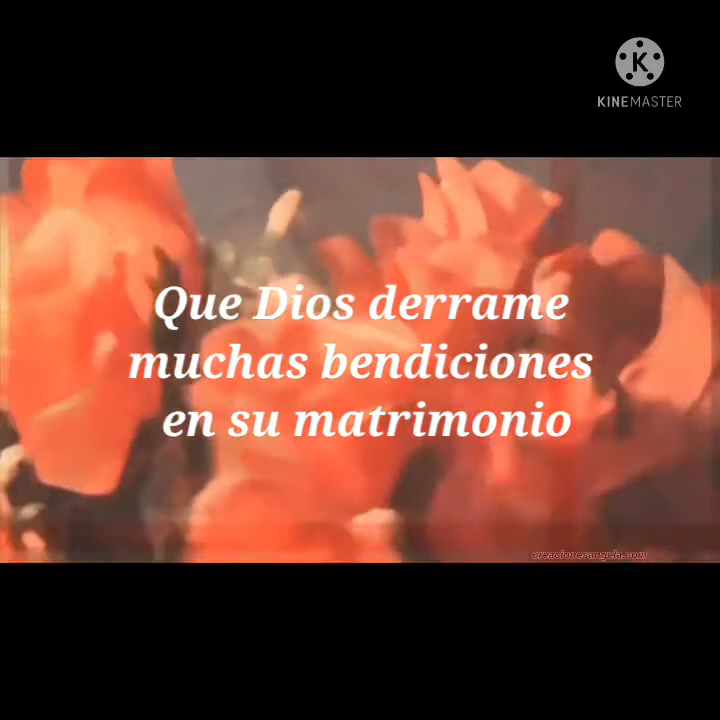 KINEMASTER
Que Dios derrame
muchas bendiciones
en su matrimonio
creacionesangela.com